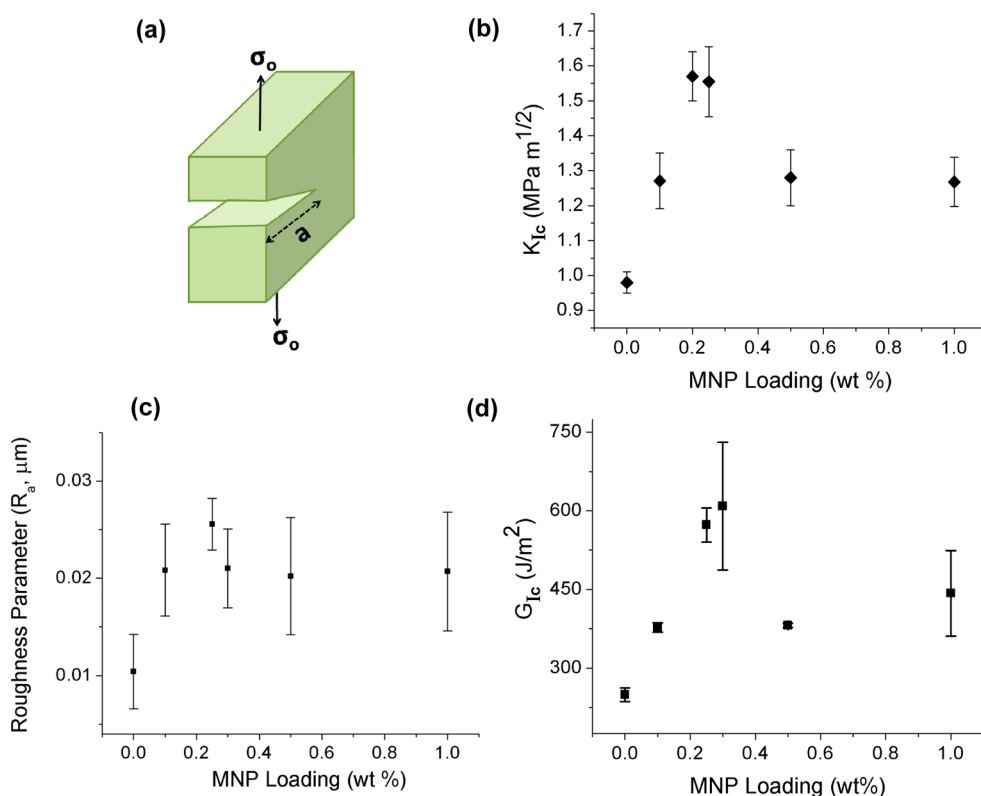 (a)
σo
a
σo
(b)
KIc (MPa m1/2)
1.7
1.6
1.5
1.4
1.3
1.2
1.1
1.0
0.9
0.0 0.2 0.4 0.6 0.8 1.0
MNP Loading (wt %)
(c)
Roughness Parameter (Ra, μm)
0.03
0.02
0.01
0.0 0.2 0.4 0.6 0.8 1.0
MNP Loading (wt %)
(d)
GIc (J/m2)
750
600
450
300
0.0 0.2 0.4 0.6 0.8 1.0
MNP Loading (wt%)